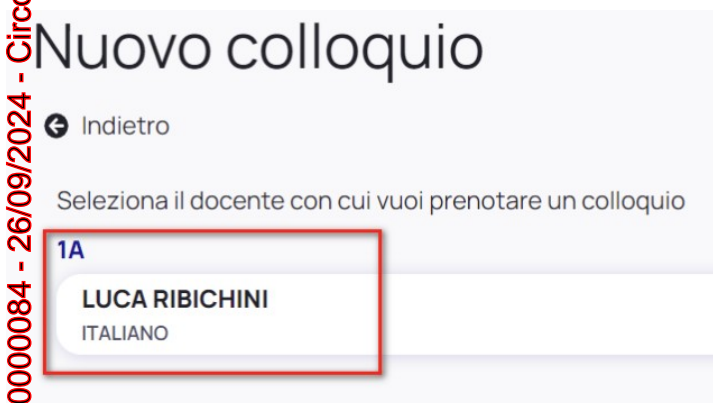 Nuovo colloquio
Indietro
Seleziona il docente con cui vuoi prenotare un colloquio
1A
LUCA RIBICHINI
ITALIANO
0000084 - 26/09/2024 - Circo